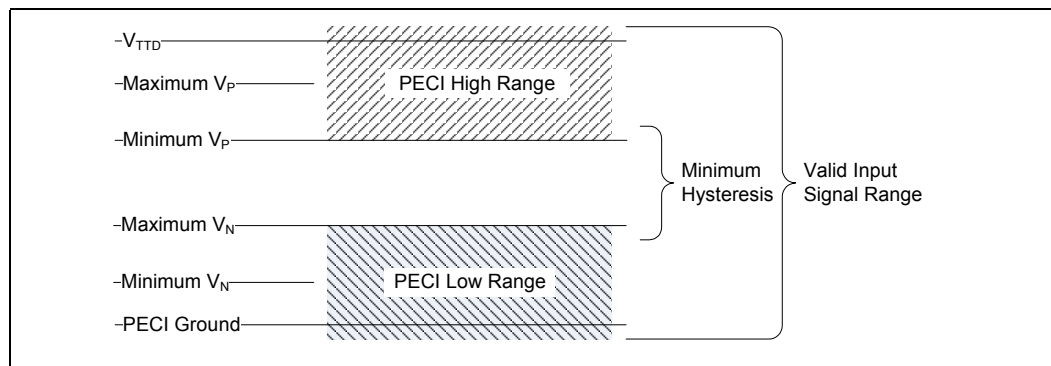 V_TTD
Maximum V_P
PECI High Range
Minimum V_P
Minimum
Hysteresis
Valid Input
Signal Range
Maximum V_N
Minimum V_N
PECI Low Range
PECI Ground